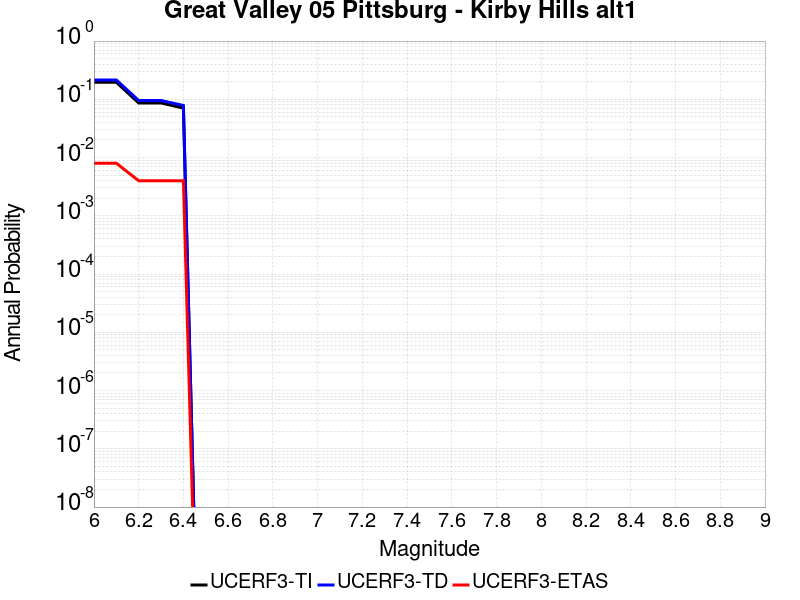 Great Valley 05 Pittsburg - Kirby Hills alt1
10^0
10^-1
10^-2
10^-3
10^-4
10^-5
10^-6
10^-7
10^-8
Annual Probability
6 6.2 6.4 6.6 6.8 7 7.2 7.4 7.6 7.8 8 8.2 8.4 8.6 8.8 9
Magnitude
UCERF3-TI UCERF3-TD UCERF3-ETAS